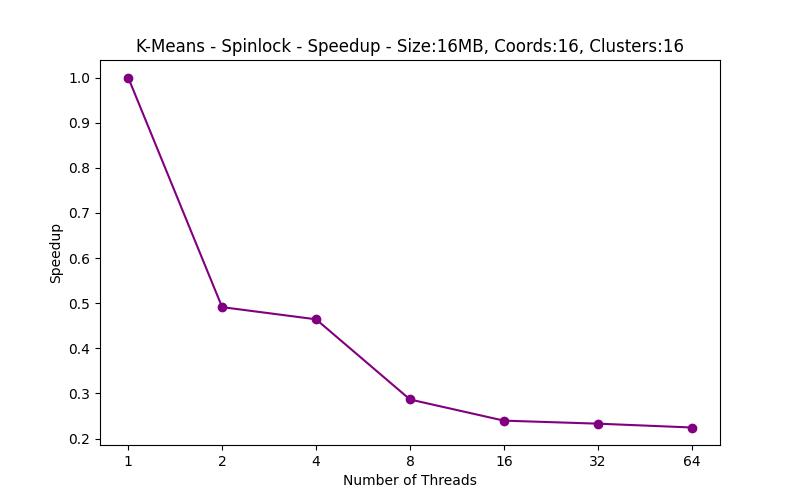 K-Means - Spinlock - Speedup - Size:16MB, Coords:16, Clusters:16
1.0
0.9
0.8
0.7
0.6
0.5
0.4
0.3
0.2
Speedup
1 2 4 8 16 32 64
Number of Threads